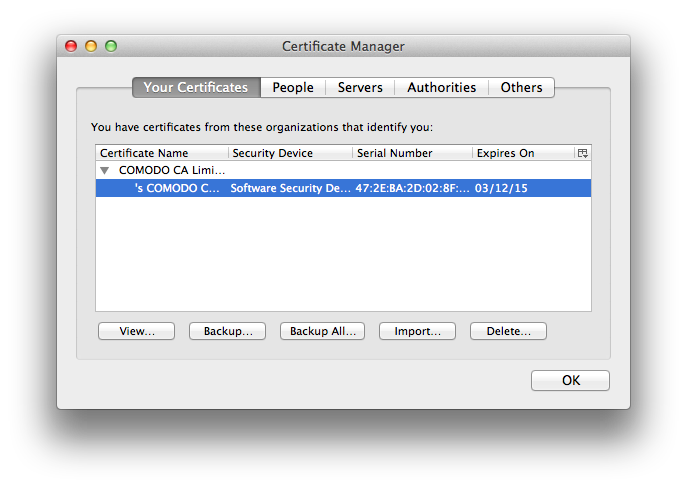 Certificate Manager
Your Certificates People Servers Authorities Others
You have certificates from these organizations that identify you:
Certificate Name Security Device Serial Number Expires On
COMODO CA Limi...
's COMODO C... Software Security De... 47:2E:BA:2D:02:8F:... 03/12/15
View... Backup... Backup All... Import... Delete...
OK